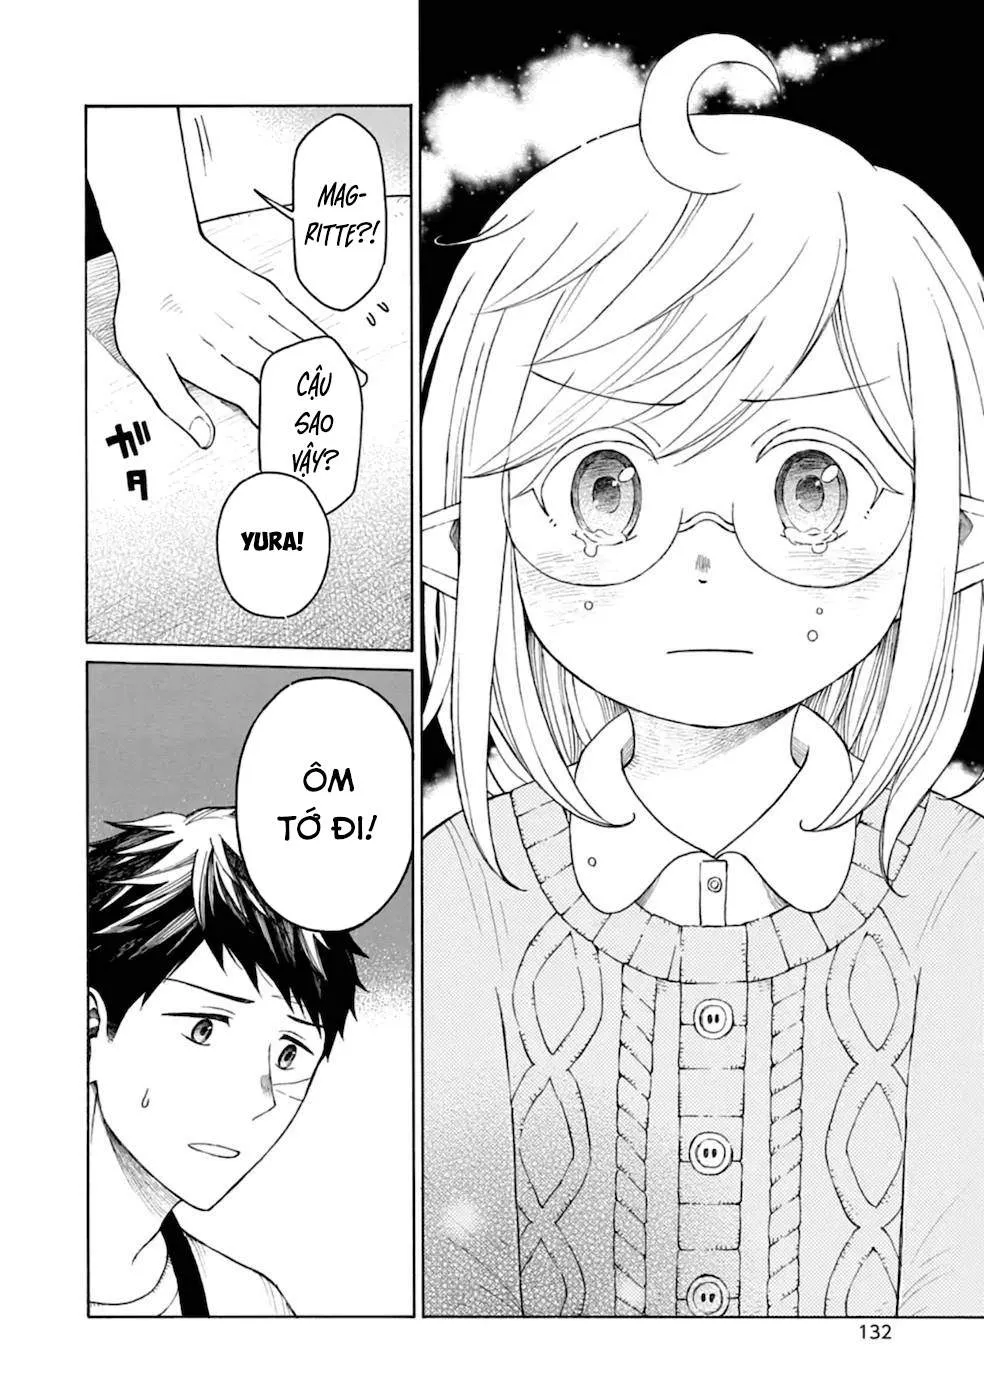 MAG-
RITTE?!
CẬU
SAO
VẬY?
YURA!
ガタ
ÔM
TỚ ĐI!
132